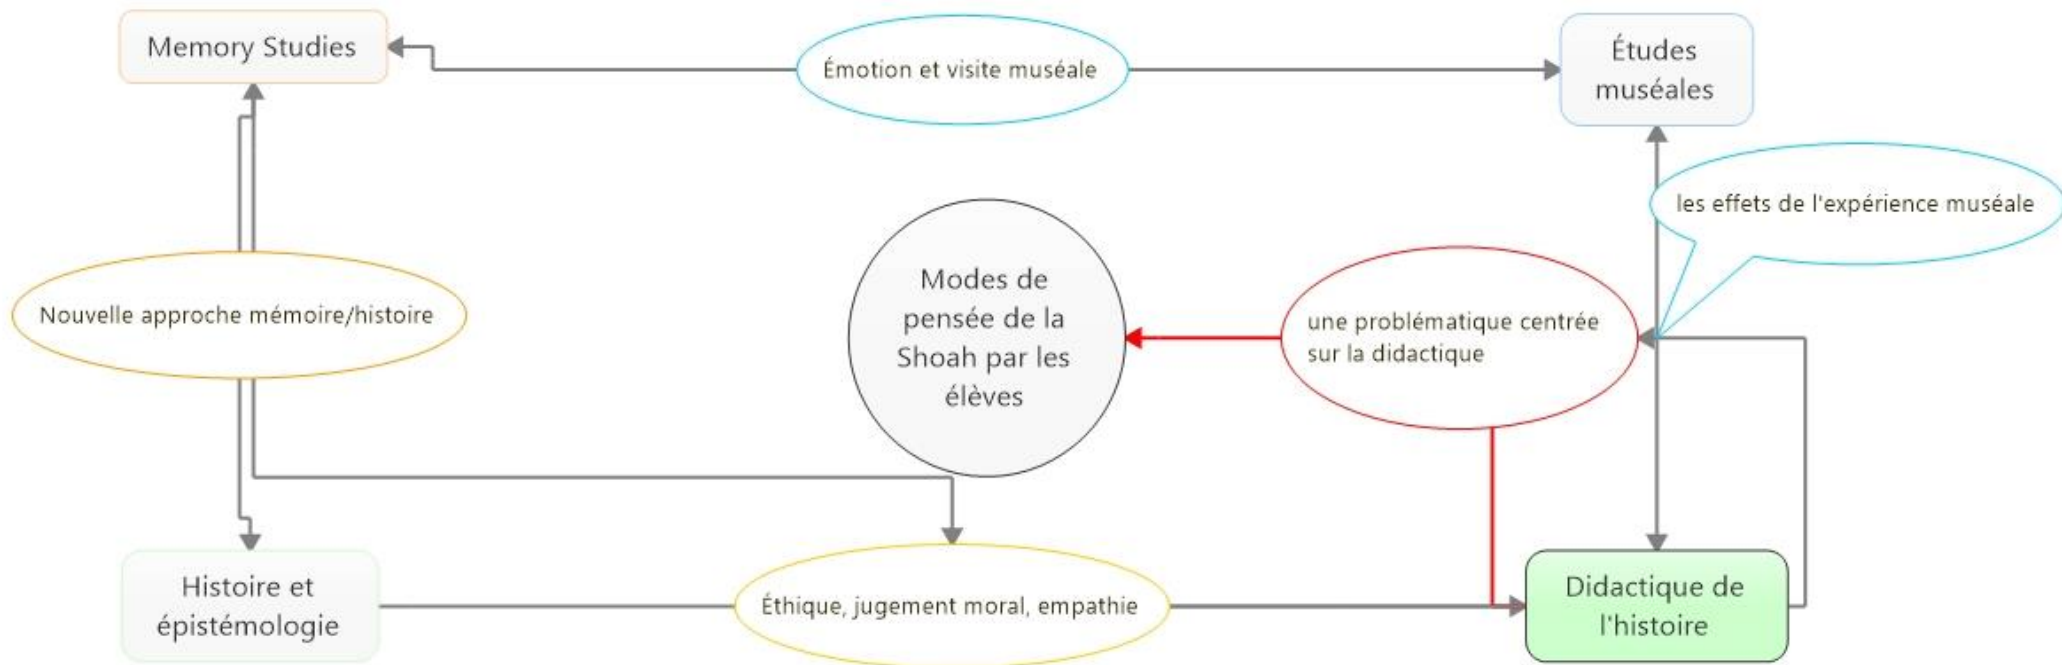 Memory Studies
Émotion et visite muséale
Études
muséales
les effets de l'expérience muséale
Nouvelle approche mémoire/histoire
Modes de
pensée de la
Shoah par les
élèves
une problématique centrée
sur la didactique
Histoire et
épistémologie
Éthique, jugement moral, empathie
Didactique de
l'histoire